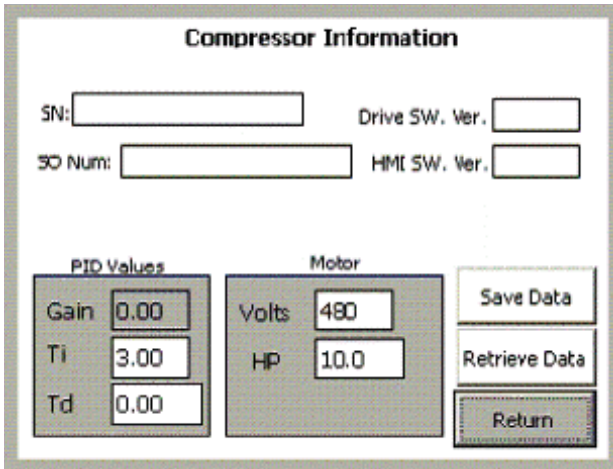 Compressor Information
SN:
Drive SW. Ver.
SO Num:
HMI SW. Ver.
PID Values
Motor
Gain 0.00
Volts 480
Save Data
Ti 3.00
HP 10.0
Retrieve Data
Td 0.00
Return